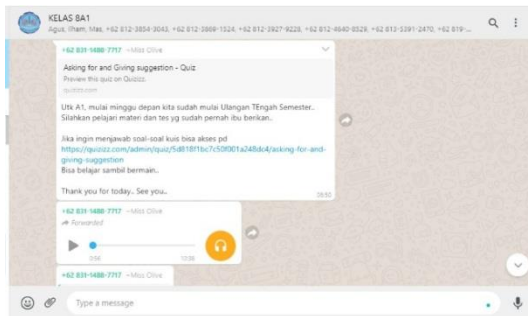 KELAS 8A1
Agus, Ilham, Mas, +62 812-3854-3043, +62 812-3869-1524, +62 812-3927-9228, +62 812-4640-8529, +62 813-5391-2470, +62 819-...
+62 831-1488-7717 ~Miss Olive
Asking for and Giving suggestion - Quiz
Preview this quiz on Quizizz.
quizizz.com
Utk A1, mulai minggu depan kita sudah mulai Ulangan TEngah Semester..
Silahkan pelajari materi dan tes yg sudah pernah ibu berikan..
Jika ingin menjawab soal-soal kuis bisa akses pd
https://quizizz.com/admin/quiz/5d818f1bc7c50f001a248dc4/asking-for-and-
giving-suggestion
Bisa belajar sambil bermain..
Thank you for today.. See you..
+62 831-1488-7717 ~Miss Olive
Forwarded
+62 831-1488-7717 ~Miss Olive
Type a message